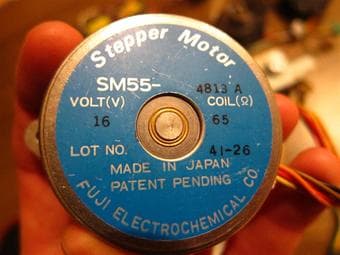 Stepper Motor
SM55- 4813 A
VOLT(V) COIL(Ω)
16 65
LOT NO. 41-26
MADE IN JAPAN
PATENT PENDING
FUJI ELECTROCHEMICAL CO.